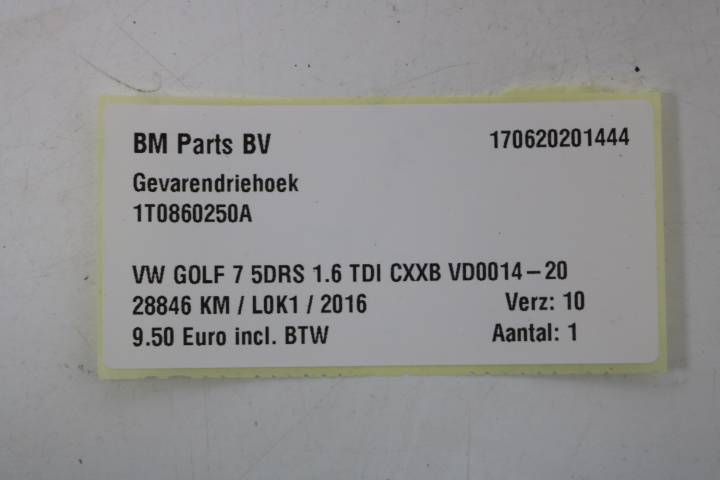 BM Parts BV 170620201444
Gevarendriehoek
1T0860250A
VW GOLF 7 5DRS 1.6 TDI CXXB VD0014-20
28846 KM / L0K1 / 2016 Verz: 10
9.50 Euro incl. BTW Aantal: 1